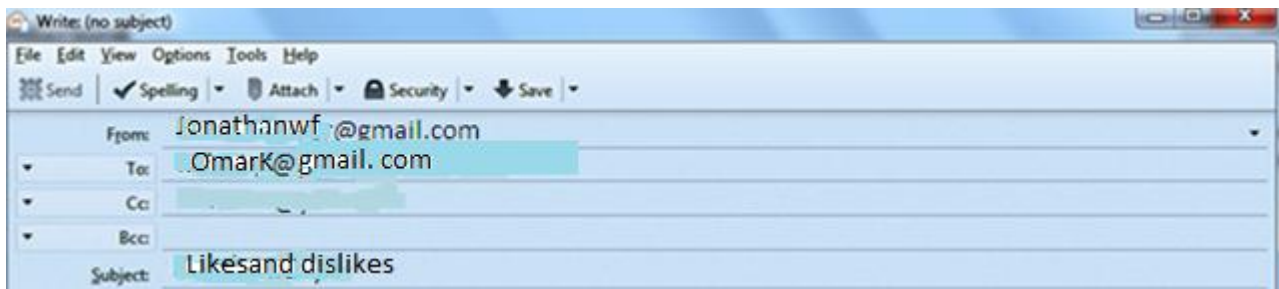 Write: (no subject)
File Edit View Options Tools Help
Send Spelling Attach Security Save
From: Jonathanwf @gmail.com
To: OmarK@gmail. com
Cc:
Bcc:
Subject: Likesand dislikes